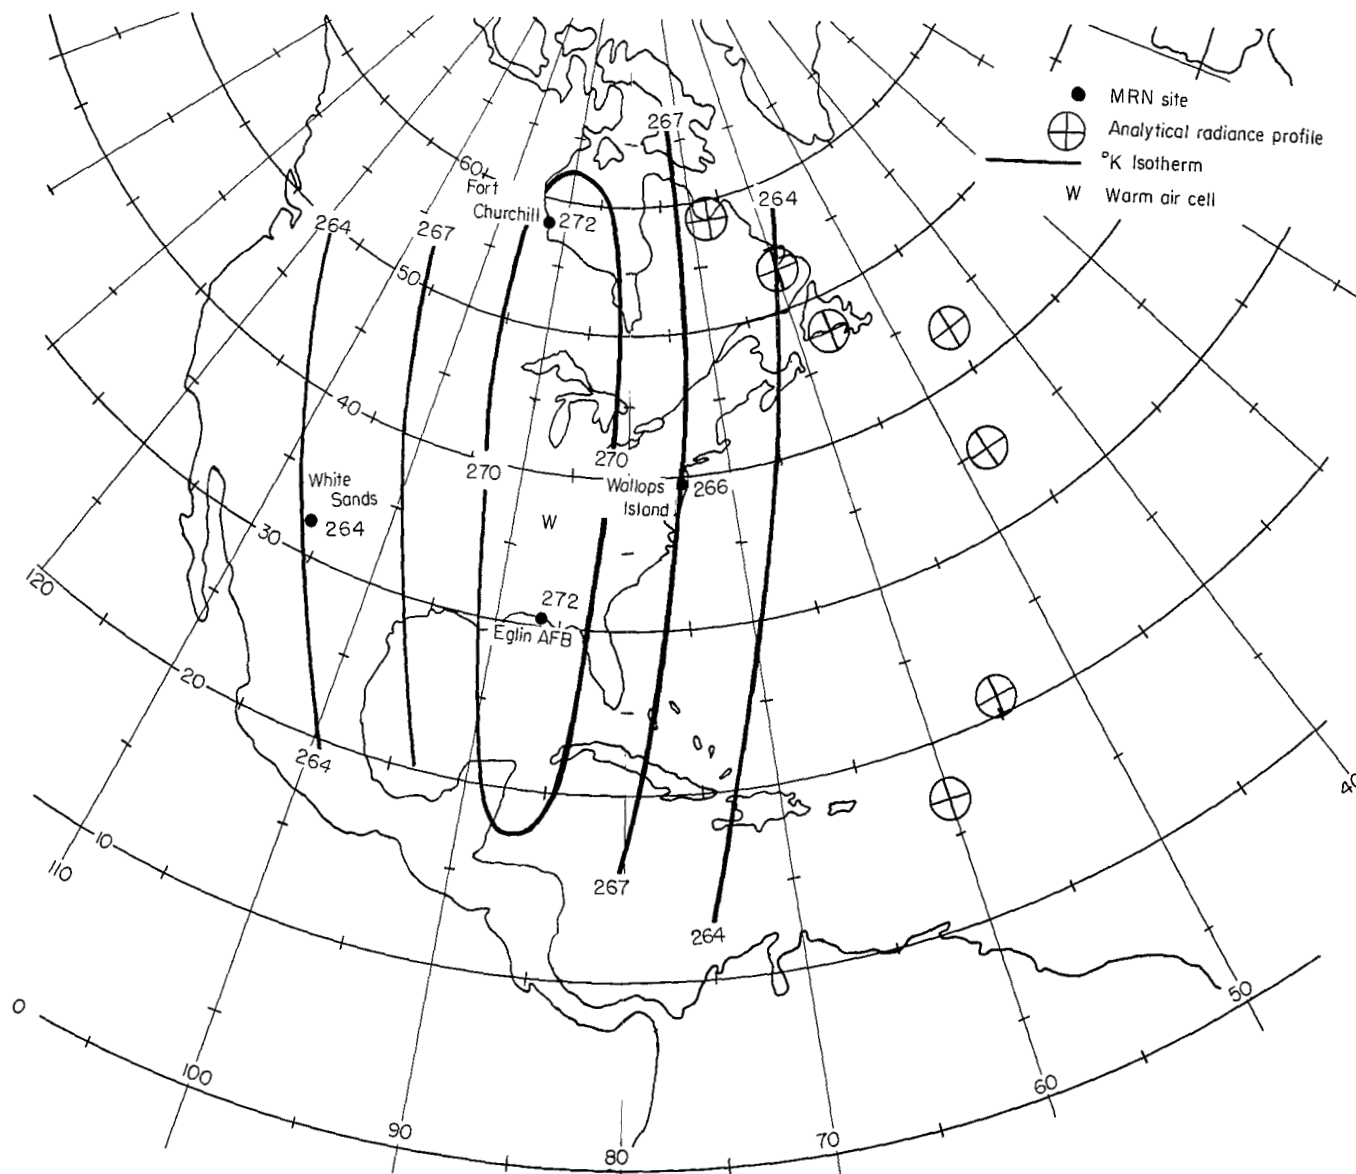 MRN site
Analytical radiance profile
°K Isotherm
W Warm air cell
267
60
Fort
Churchill
272
264
264
267
50
40
270
270
White
Sands
264
Wallops
Island
266
W
30
272
Eglin AFB
120
20
264
40
10
110
267
264
0
50
100
60
90
70
80